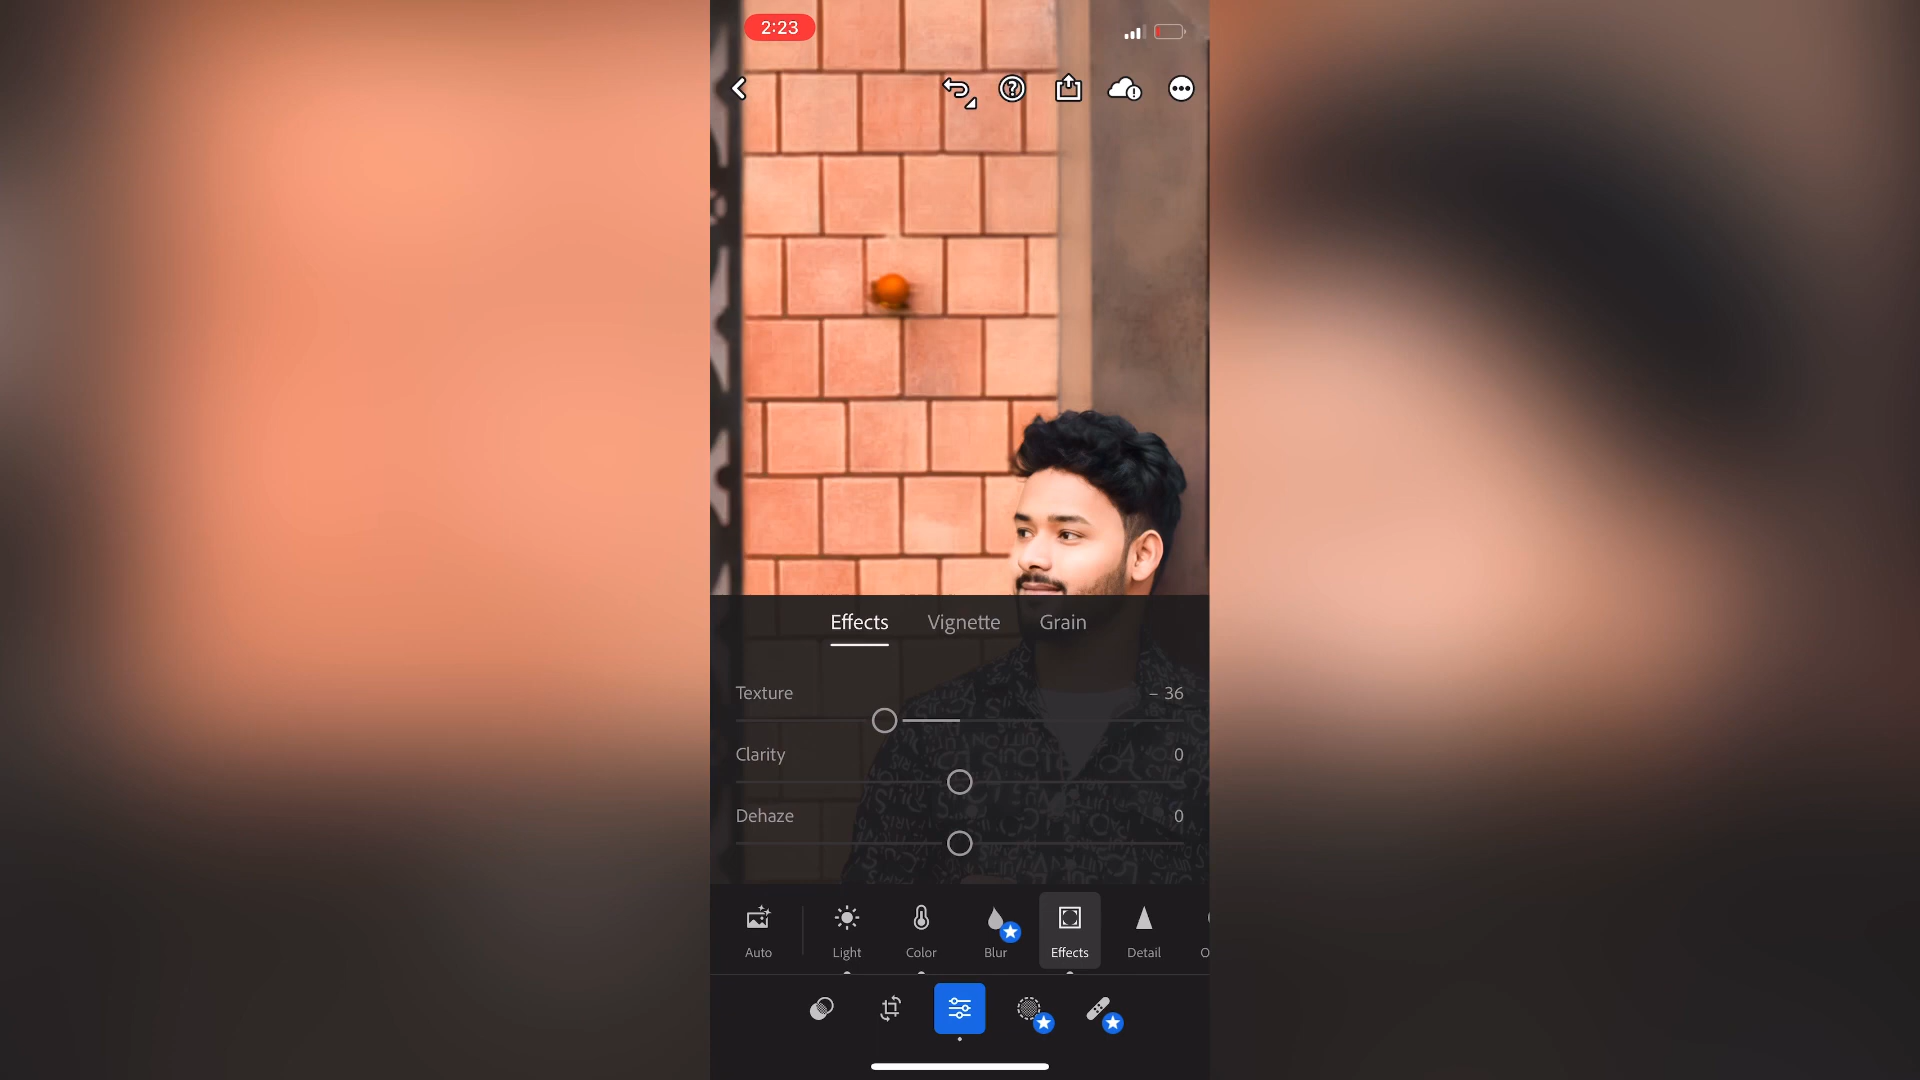 2:23
Effects Vignette Grain
Texture – 36
Clarity 0
Dehaze 0
Auto Light Color Blur Effects Detail